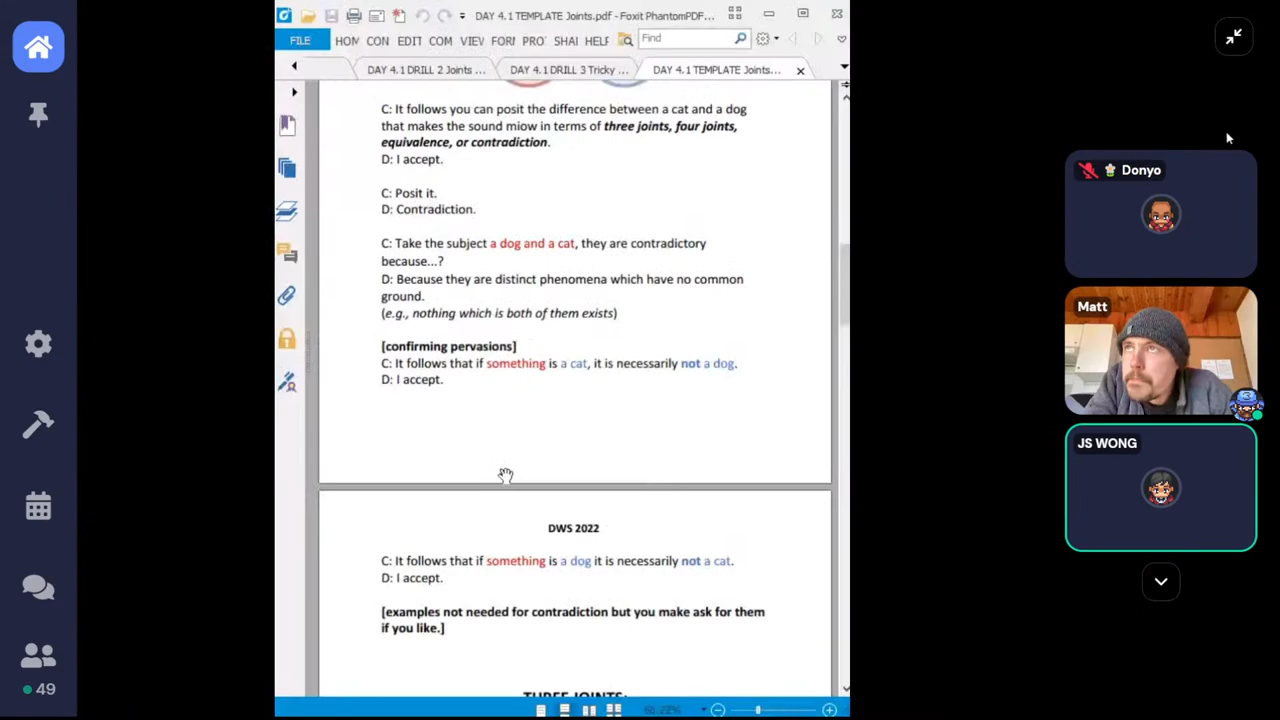 DAY 4.1 TEMPLATE Joints.pdf - Foxit PhantomPDF...
FILE HOM CON EDIT COM VIEV FORI PRO SHAI HELF Find
DAY 4.1 DRILL 2 Joints ... DAY 4.1 DRILL 3 Tricky ... DAY 4.1 TEMPLATE Joints...
C: It follows you can posit the difference between a cat and a dog
that makes the sound miow in terms of three joints, four joints,
equivalence, or contradiction.
D: I accept.
C: Posit it.
D: Contradiction.
C: Take the subject a dog and a cat, they are contradictory
because...?
D: Because they are distinct phenomena which have no common
ground.
(e.g., nothing which is both of them exists)
[confirming pervasions]
C: It follows that if something is a cat, it is necessarily not a dog.
D: I accept.
DWS 2022
C: It follows that if something is a dog it is necessarily not a cat.
D: I accept.
[examples not needed for contradiction but you make ask for them
if you like.]
THREE JOINTS:
68.22%
Donyo
Matt
JS WONG
49